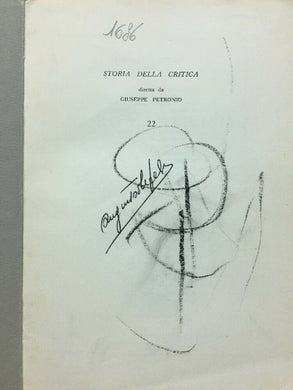 1686
STORIA DELLA CRITICA
diretta da
GIUSEPPE PETRONIO
22